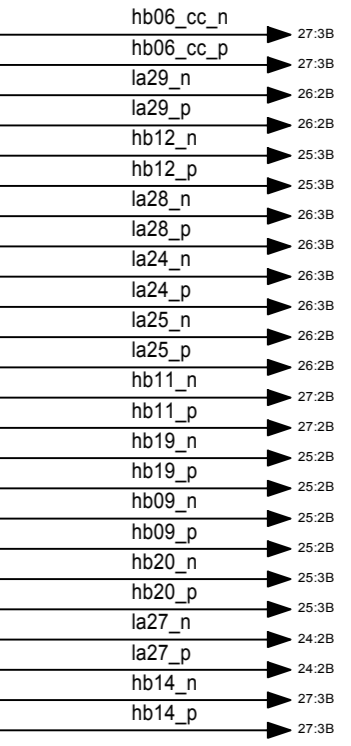 hb06_cc_n 27:3B
hb06_cc_p 27:3B
la29_n 26:2B
la29_p 26:2B
hb12_n 25:3B
hb12_p 25:3B
la28_n 26:3B
la28_p 26:3B
la24_n 26:3B
la24_p 26:3B
la25_n 26:2B
la25_p 26:2B
hb11_n 27:2B
hb11_p 27:2B
hb19_n 25:2B
hb19_p 25:2B
hb09_n 25:2B
hb09_p 25:2B
hb20_n 25:3B
hb20_p 25:3B
la27_n 24:2B
la27_p 24:2B
hb14_n 27:3B
hb14_p 27:3B